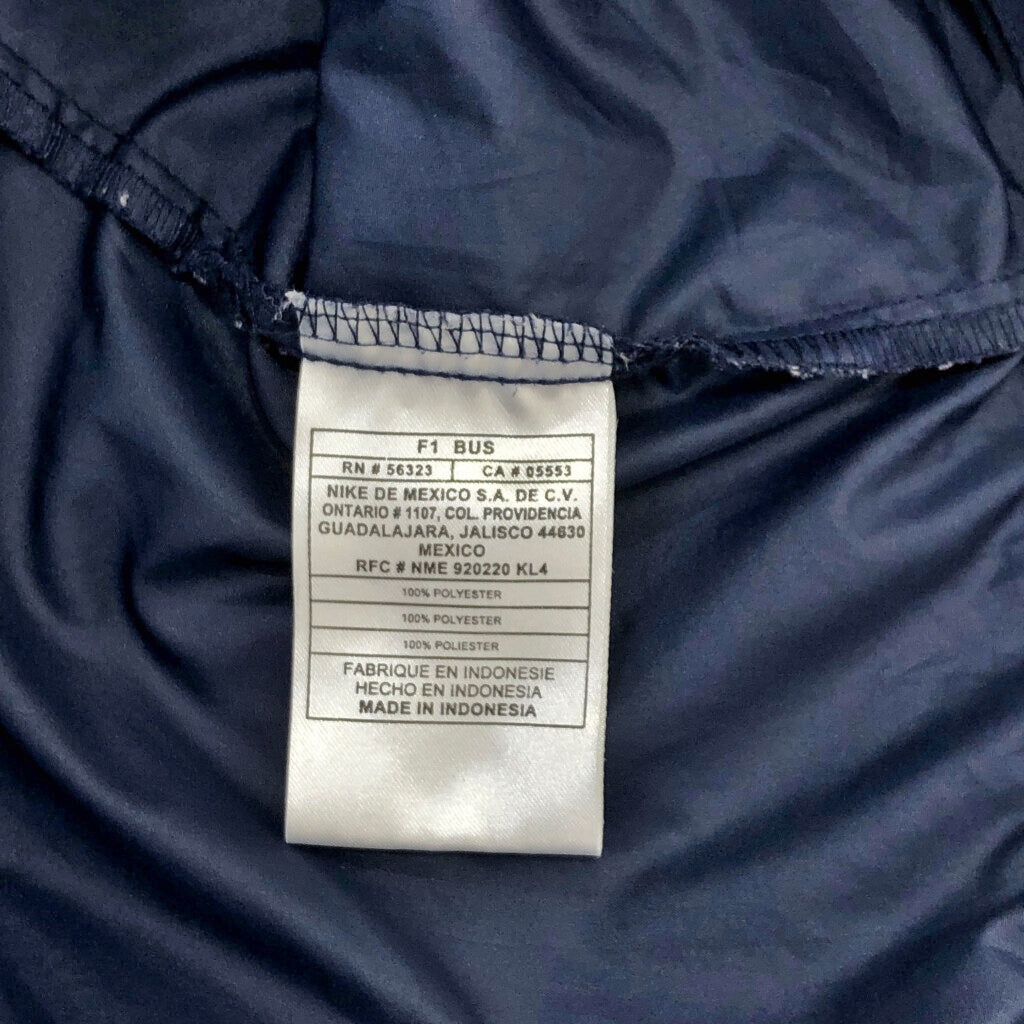 F1 BUS
RN # 56323 CA # 05553
NIKE DE MEXICO S.A. DE C.V.
ONTARIO # 1107, COL. PROVIDENCIA
GUADALAJARA, JALISCO 44630
MEXICO
RFC # NME 920220 KL4
100% POLYESTER
100% POLYESTER
100% POLIESTER
FABRIQUE EN INDONESIE
HECHO EN INDONESIA
MADE IN INDONESIA